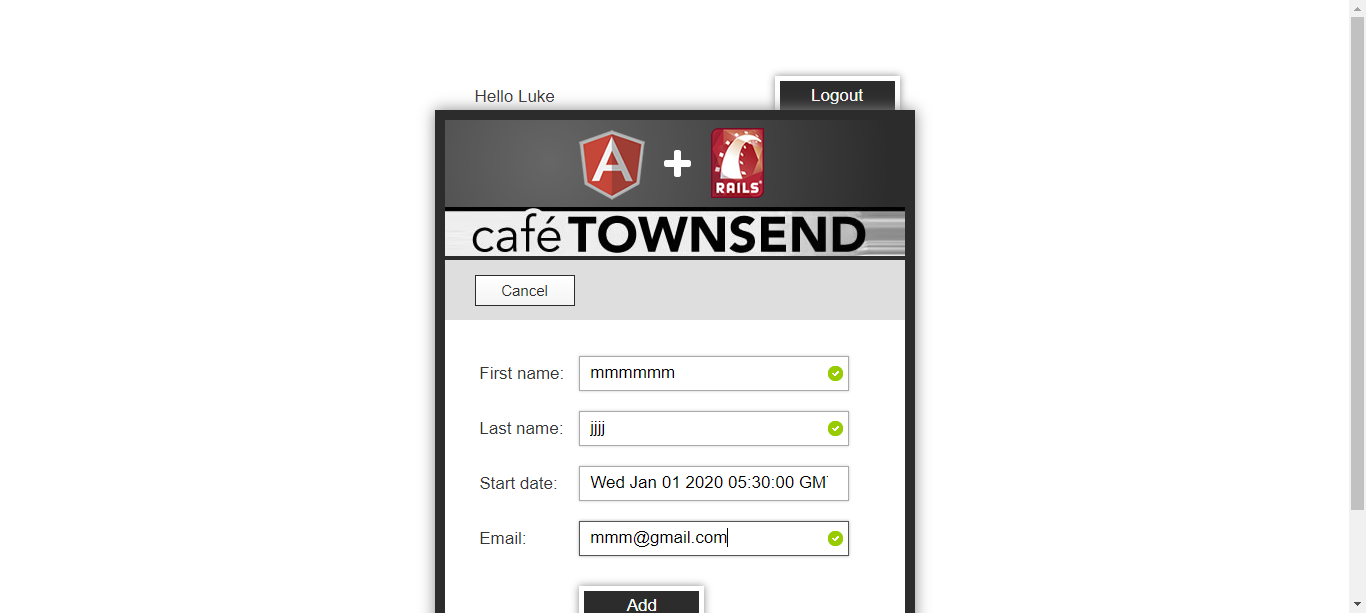 Hello Luke
Logout
A
RAILS
café TOWNSEND
Cancel
First name: mmmmmm
Last name: jjjj
Start date: Wed Jan 01 2020 05:30:00 GM
Email: mmm@gmail.com
Add